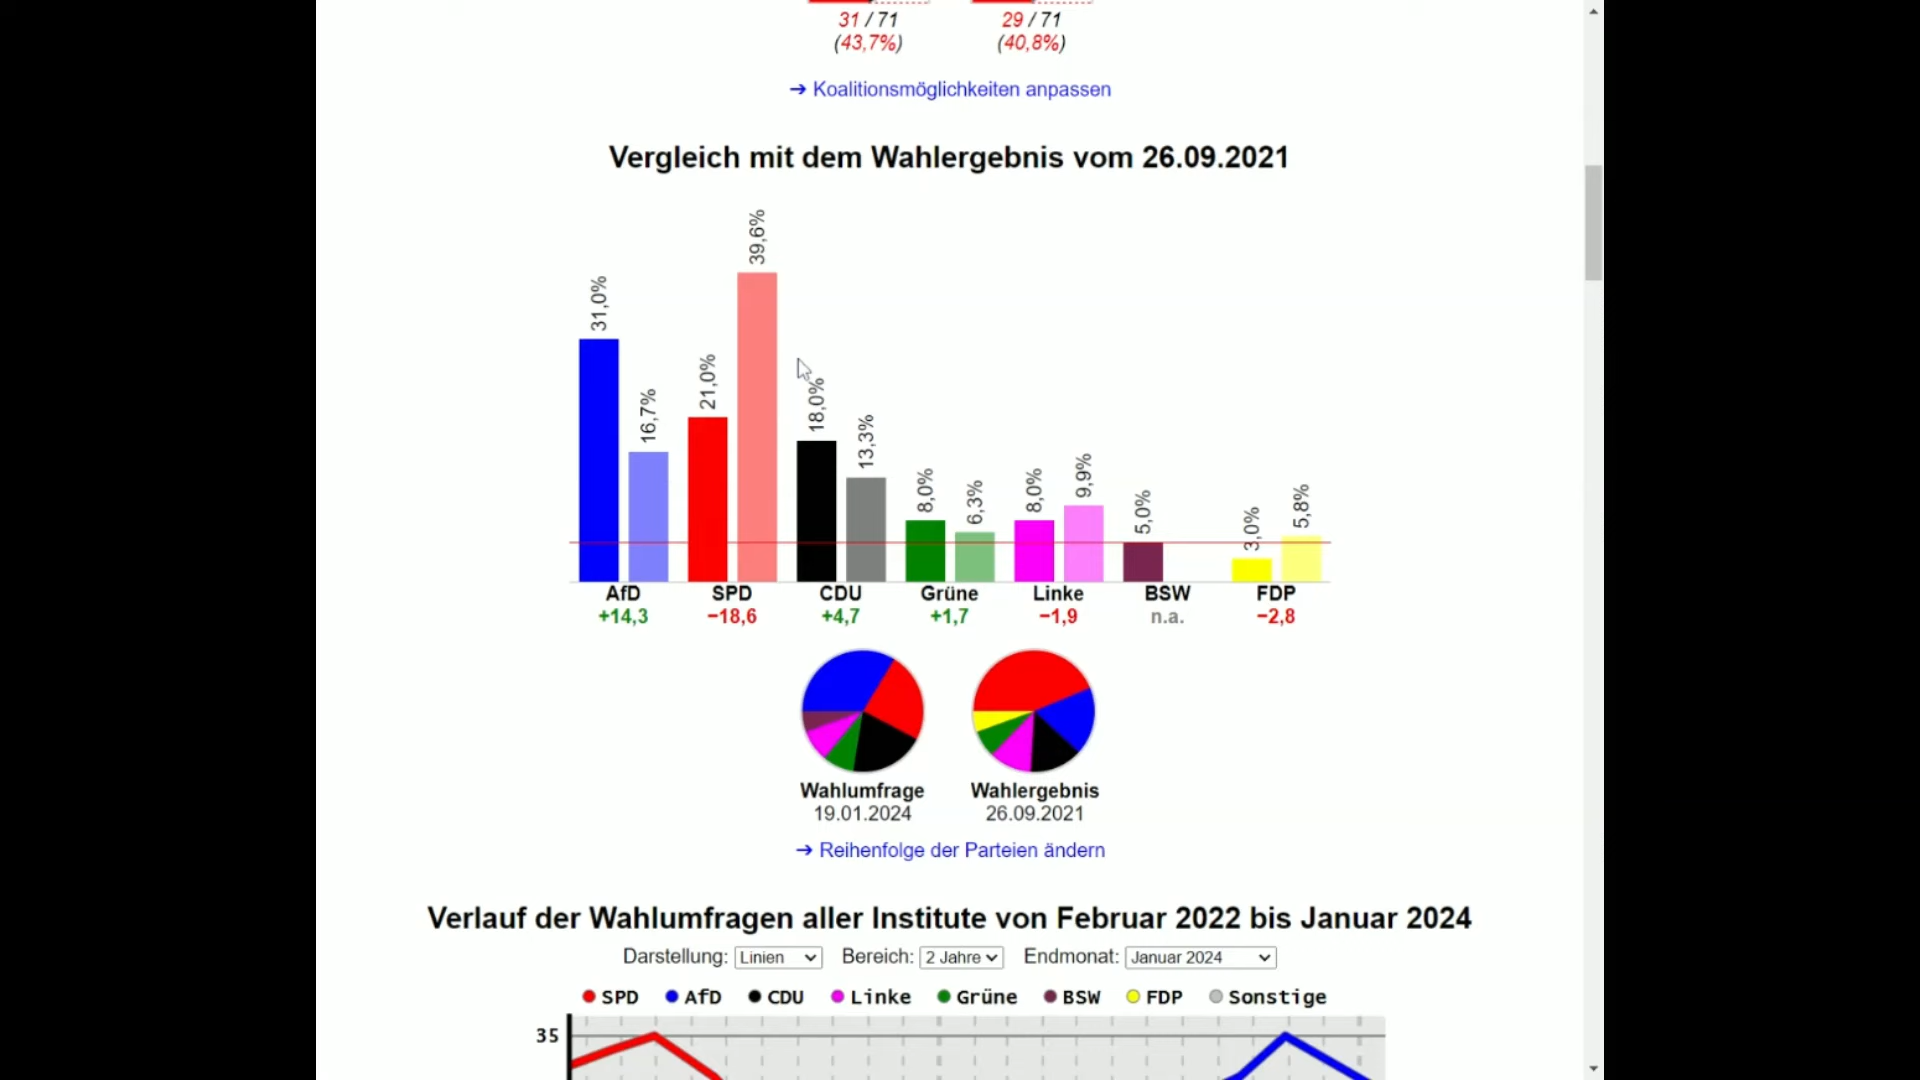 31 / 71
(43,7%)
29 / 71
(40,8%)
➔ Koalitionsmöglichkeiten anpassen
Vergleich mit dem Wahlergebnis vom 26.09.2021
31,0%
16,7%
21,0%
39,6%
18,0%
13,3%
8,0%
6,3%
8,0%
9,9%
5,0%
3,0%
5,8%
AfD
+14,3
SPD
−18,6
CDU
+4,7
Grüne
+1,7
Linke
−1,9
BSW
n.a.
FDP
−2,8
Wahlumfrage
19.01.2024
Wahlergebnis
26.09.2021
➔ Reihenfolge der Parteien ändern
Verlauf der Wahlumfragen aller Institute von Februar 2022 bis Januar 2024
Darstellung: Linien Bereich: 2 Jahre Endmonat: Januar 2024
SPD AfD CDU Linke Grüne BSW FDP Sonstige
35